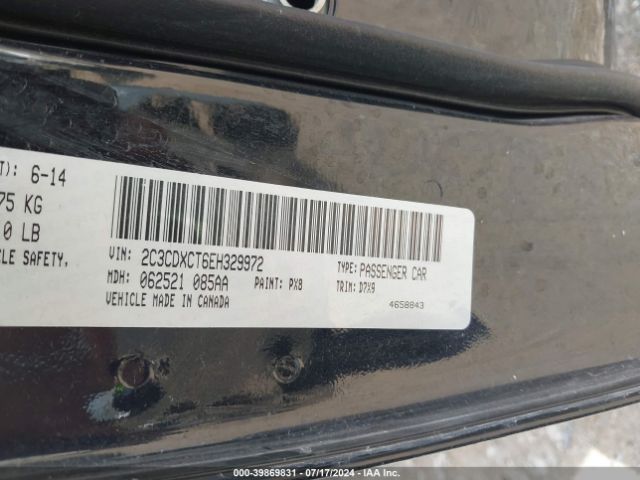 T): 6-14
75 KG
0 LB
CLE SAFETY.
VIN: 2C3CDXCT6EH329972
MDH: 062521 085AA
PAINT: PX8
VEHICLE MADE IN CANADA
TYPE: PASSENGER CAR
TRIM: D7X9
4658843
000-39869831 - 07/17/2024 - IAA Inc.